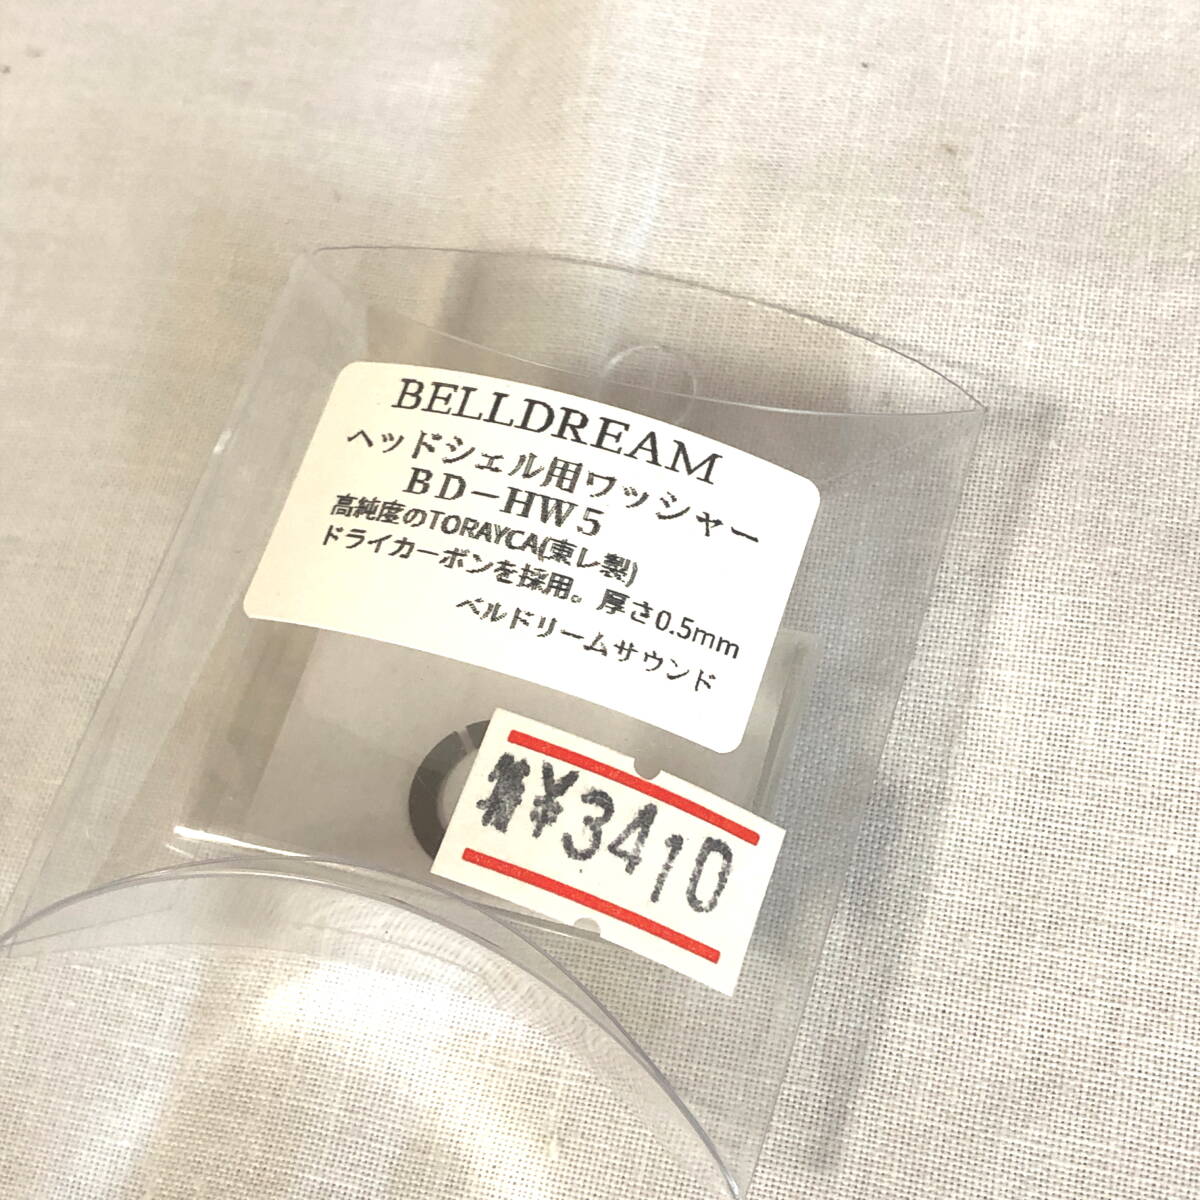 BELLDREAM
ヘッドシェル用ワッシャー
BD-HW5
高純度のTORAYCA(東レ製)
ドライカーボンを採用。厚さ0.5mm
ベルドリームサウンド
¥3410